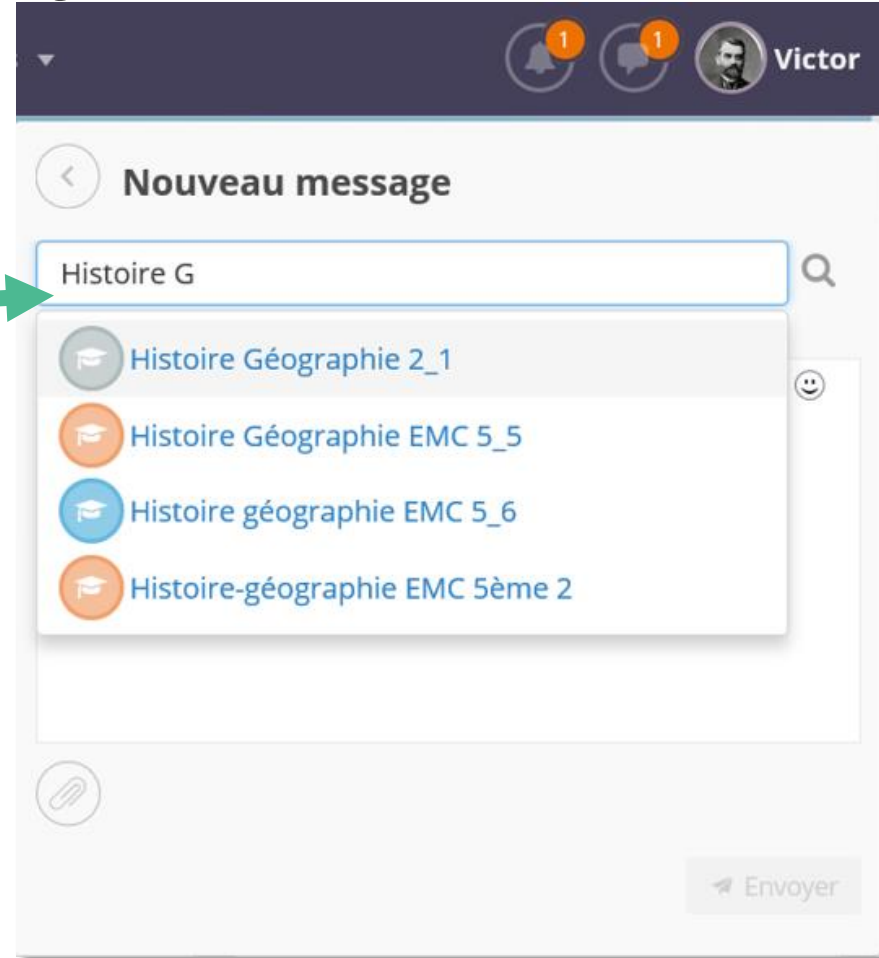 1
1
Victor
Nouveau message
Histoire G
Histoire Géographie 2_1
Histoire Géographie EMC 5_5
Histoire géographie EMC 5_6
Histoire-géographie EMC 5ème 2
Envoyer